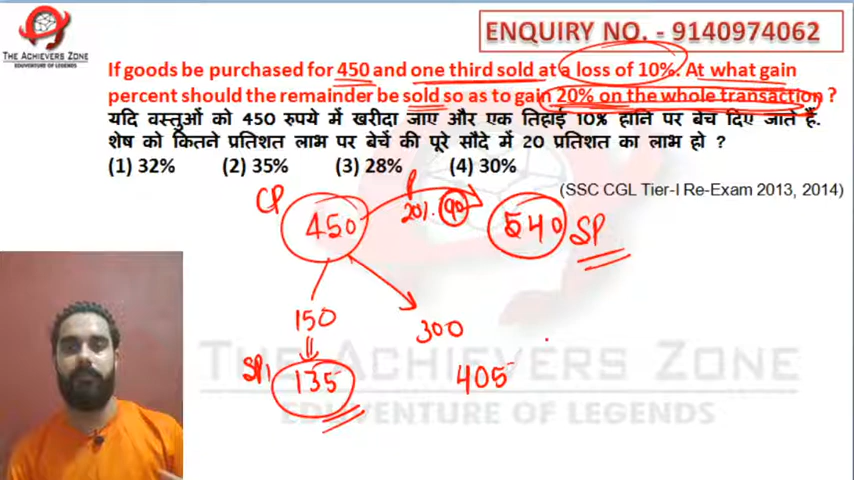 THE ACHIEVERS ZONE
EDUVENTURE OF LEGENDS
ENQUIRY NO. - 9140974062
If goods be purchased for 450 and one third sold at a loss of 10%. At what gain
percent should the remainder be sold so as to gain 20% on the whole transaction ?
यदि वस्तुओं को 450 रुपये में खरीदा जाए और एक तिहाई 10% हानि पर बेच दिए जाते हैं.
शेष को कितने प्रतिशत लाभ पर बेचें की पूरे सौदे में 20 प्रतिशत का लाभ हो ?
(1) 32% (2) 35% (3) 28% (4) 30%
(SSC CGL Tier-I Re-Exam 2013, 2014)
CP 450 P 20% 90 540 SP
150 300
SP1 135 405
THE ACHIEVERS ZONE
EDUVENTURE OF LEGENDS